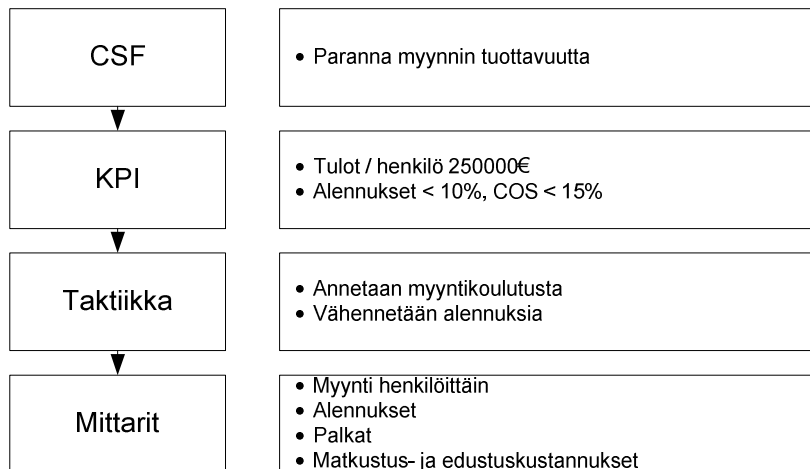 CSF
• Paranna myynnin tuottavuutta
KPI
• Tulot / henkilö 250000€
• Alennukset < 10%, COS < 15%
Taktiikka
• Annetaan myyntikoulutusta
• Vähennetään alennuksia
Mittarit
• Myynti henkilöittäin
• Alennukset
• Palkat
• Matkustus- ja edustuskustannukset